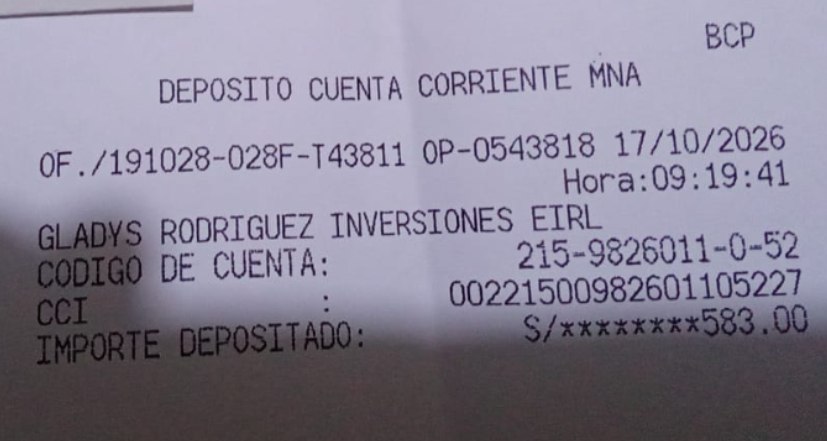 BCP
DEPOSITO CUENTA CORRIENTE MNA
OF./191028-028F-T43811 OP-0543818 17/10/2026
Hora:09:19:41
GLADYS RODRIGUEZ INVERSIONES EIRL
CODIGO DE CUENTA: 215-9826011-0-52
CCI : 00221500982601105227
IMPORTE DEPOSITADO: S/********583.00